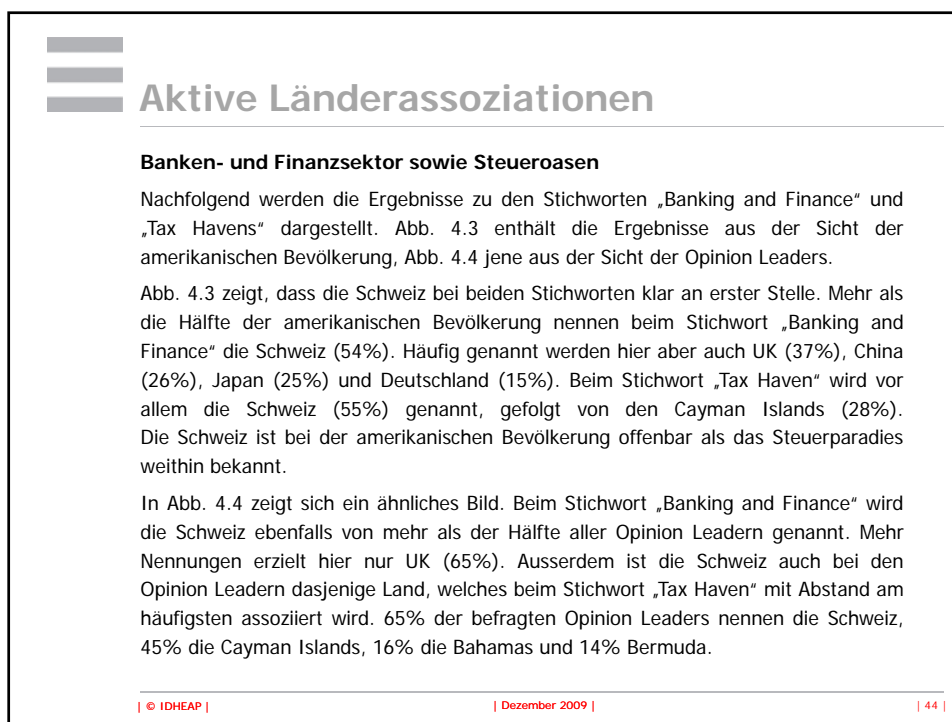 Aktive Länderassoziationen
Banken- und Finanzsektor sowie Steueroasen
Nachfolgend werden die Ergebnisse zu den Stichworten „Banking and Finance“ und
„Tax Havens“ dargestellt. Abb. 4.3 enthält die Ergebnisse aus der Sicht der
amerikanischen Bevölkerung, Abb. 4.4 jene aus der Sicht der Opinion Leaders.
Abb. 4.3 zeigt, dass die Schweiz bei beiden Stichworten klar an erster Stelle. Mehr als
die Hälfte der amerikanischen Bevölkerung nennen beim Stichwort „Banking and
Finance“ die Schweiz (54%). Häufig genannt werden hier aber auch UK (37%), China
(26%), Japan (25%) und Deutschland (15%). Beim Stichwort „Tax Haven“ wird vor
allem die Schweiz (55%) genannt, gefolgt von den Cayman Islands (28%).
Die Schweiz ist bei der amerikanischen Bevölkerung offenbar als das Steuerparadies
weithin bekannt.
In Abb. 4.4 zeigt sich ein ähnliches Bild. Beim Stichwort „Banking and Finance“ wird
die Schweiz ebenfalls von mehr als der Hälfte aller Opinion Leadern genannt. Mehr
Nennungen erzielt hier nur UK (65%). Ausserdem ist die Schweiz auch bei den
Opinion Leadern dasjenige Land, welches beim Stichwort „Tax Haven“ mit Abstand am
häufigsten assoziiert wird. 65% der befragten Opinion Leaders nennen die Schweiz,
45% die Cayman Islands, 16% die Bahamas und 14% Bermuda.
| © IDHEAP | | Dezember 2009 | | 44 |